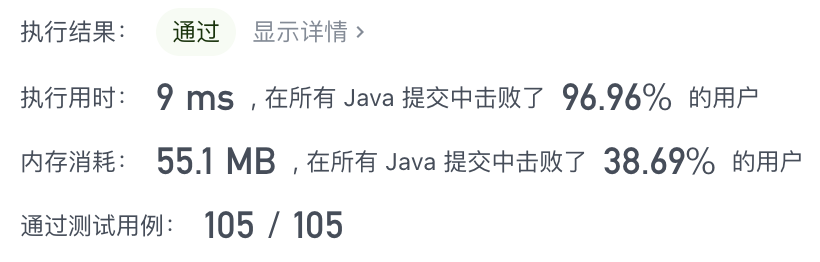 执行结果： 通过 显示详情 >
执行用时： 9 ms , 在所有 Java 提交中击败了 96.96% 的用户
内存消耗： 55.1 MB , 在所有 Java 提交中击败了 38.69% 的用户
通过测试用例： 105 / 105